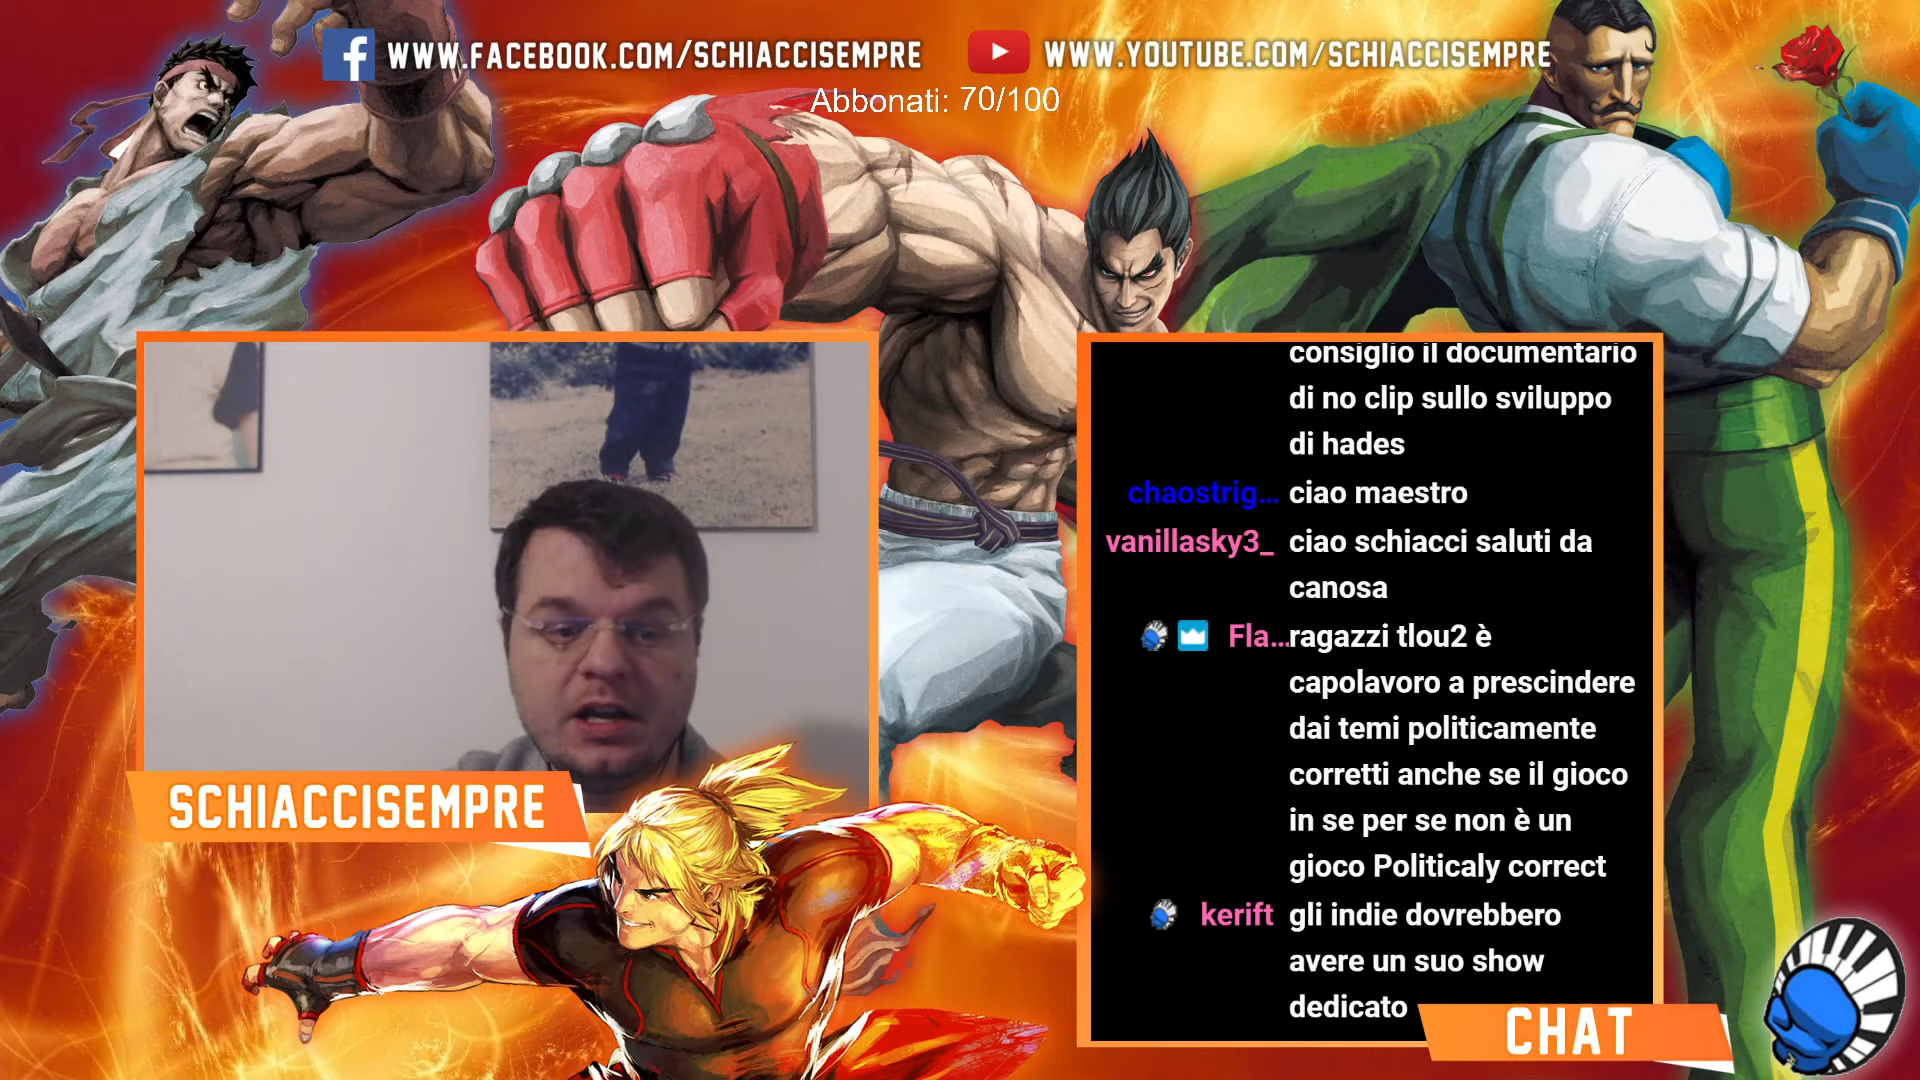 WWW.FACEBOOK.COM/SCHIACCISEMPRE
WWW.YOUTUBE.COM/SCHIACCISEMPRE
Abbonati: 70/100
consiglio il documentario
di no clip sullo sviluppo
di hades
chaostrig... ciao maestro
vanillasky3_ ciao schiacci saluti da
canosa
Fla... ragazzi tlou2 è
capolavoro a prescindere
dai temi politicamente
corretti anche se il gioco
in se per se non è un
gioco Politicaly correct
kerift gli indie dovrebbero
avere un suo show
dedicato
SCHIACCISEMPRE
CHAT